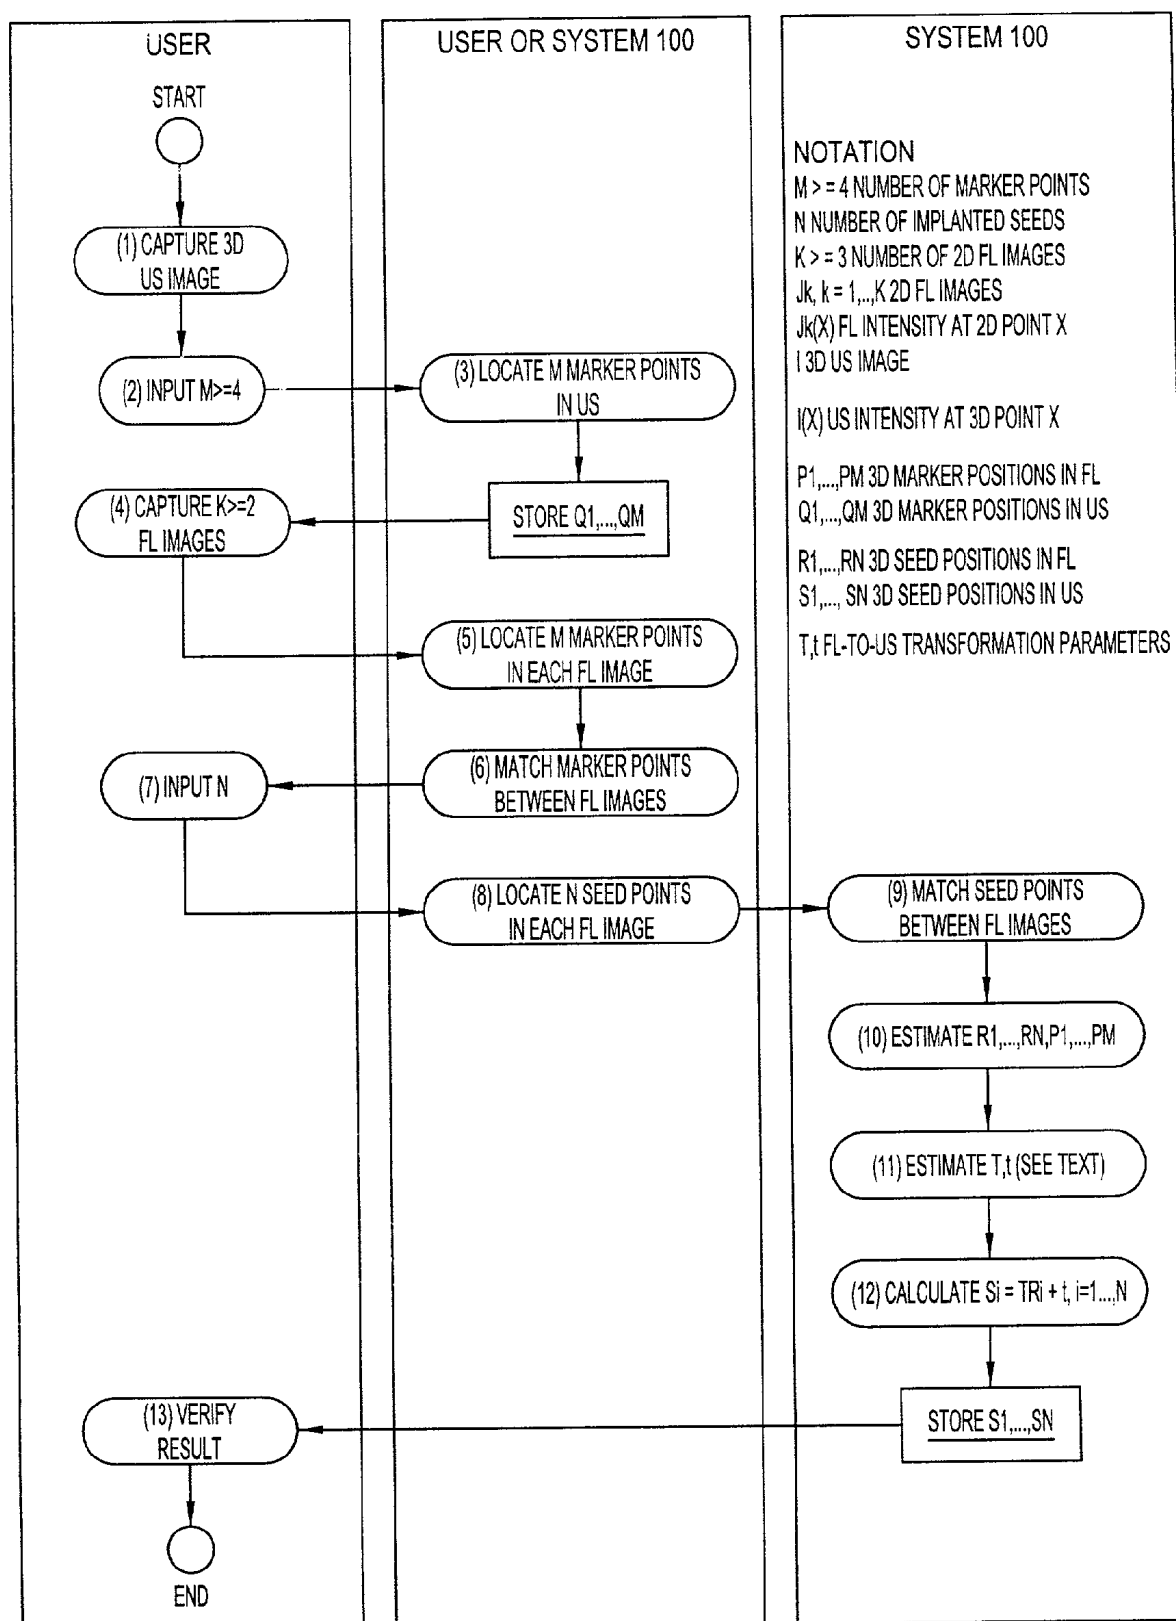 USER
START
(1) CAPTURE 3D
US IMAGE
(2) INPUT M>=4
(4) CAPTURE K>=2
FL IMAGES
(7) INPUT N
(13) VERIFY
RESULT
END
USER OR SYSTEM 100
(3) LOCATE M MARKER POINTS
IN US
STORE Q1,...,QM
(5) LOCATE M MARKER POINTS
IN EACH FL IMAGE
(6) MATCH MARKER POINTS
BETWEEN FL IMAGES
(8) LOCATE N SEED POINTS
IN EACH FL IMAGE
SYSTEM 100
NOTATION
M > = 4 NUMBER OF MARKER POINTS
N NUMBER OF IMPLANTED SEEDS
K > = 3 NUMBER OF 2D FL IMAGES
Jk, k = 1,..,K 2D FL IMAGES
Jk(X) FL INTENSITY AT 2D POINT X
I 3D US IMAGE
I(X) US INTENSITY AT 3D POINT X
P1,...,PM 3D MARKER POSITIONS IN FL
Q1,...,QM 3D MARKER POSITIONS IN US
R1,...,RN 3D SEED POSITIONS IN FL
S1,..., SN 3D SEED POSITIONS IN US
T,t FL-TO-US TRANSFORMATION PARAMETERS
(9) MATCH SEED POINTS
BETWEEN FL IMAGES
(10) ESTIMATE R1,...,RN,P1,...,PM
(11) ESTIMATE T,t (SEE TEXT)
(12) CALCULATE Si = TRi + t, i=1...,N
STORE S1,...,SN